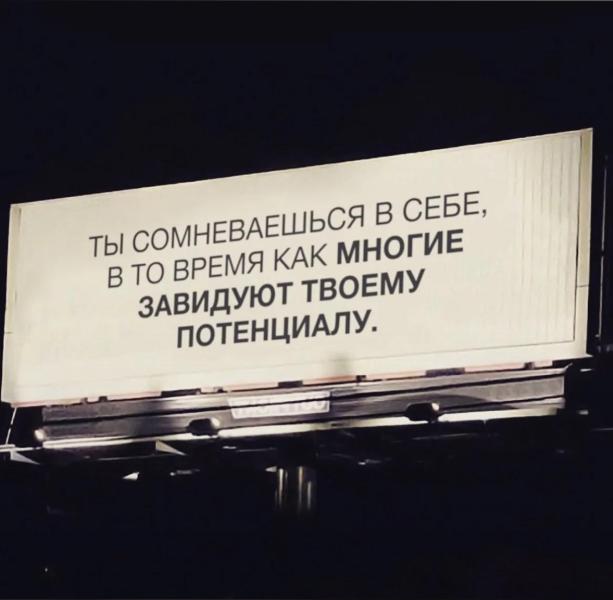 ТЫ СОМНЕВАЕШЬСЯ В СЕБЕ,
В ТО ВРЕМЯ КАК МНОГИЕ
ЗАВИДУЮТ ТВОЕМУ
ПОТЕНЦИАЛУ.